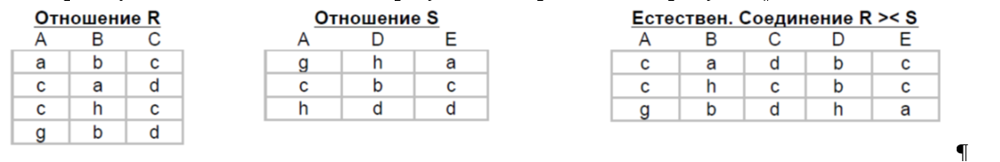 Отношение R Отношение S Естествен. Соединение R >< S
A B C A D E A B C D E
a b c g h a c a d b c
c a d c b c c h c b c
c h c h d d g b d h a
g b d
¶